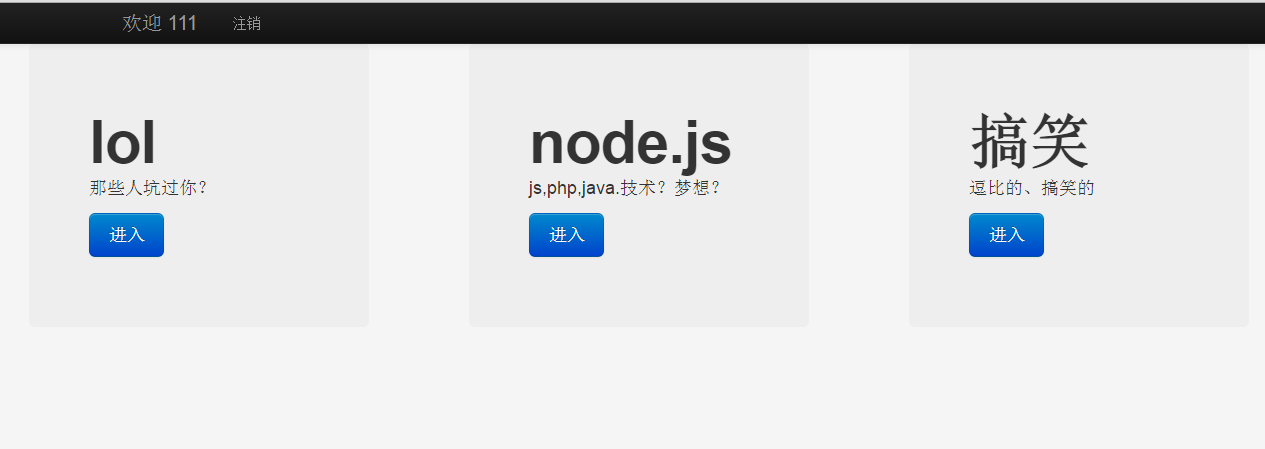 欢迎 111 注销
lol
那些人坑过你?
进入
node.js
js,php,java.技术? 梦想?
进入
搞笑
逗比的、搞笑的
进入